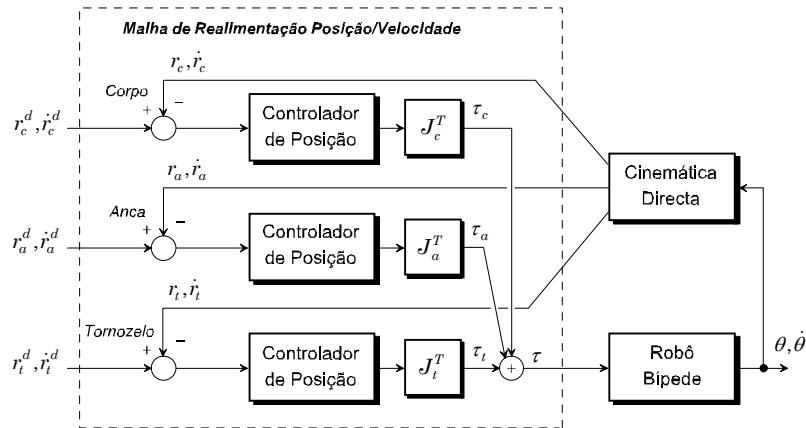 Malha de Realimentação Posição/Velocidade
r_c, ṙ_c
Corpo
+
−
r_c^d, ṙ_c^d
Controlador de Posição
J_c^T
τ_c
r_a, ṙ_a
Cinemática Directa
Anca
+
−
r_a^d, ṙ_a^d
Controlador de Posição
J_a^T
τ_a
r_t, ṙ_t
Tornozelo
+
−
r_t^d, ṙ_t^d
Controlador de Posição
J_t^T
τ_t
+
τ
Robô Bípede
θ, θ̇